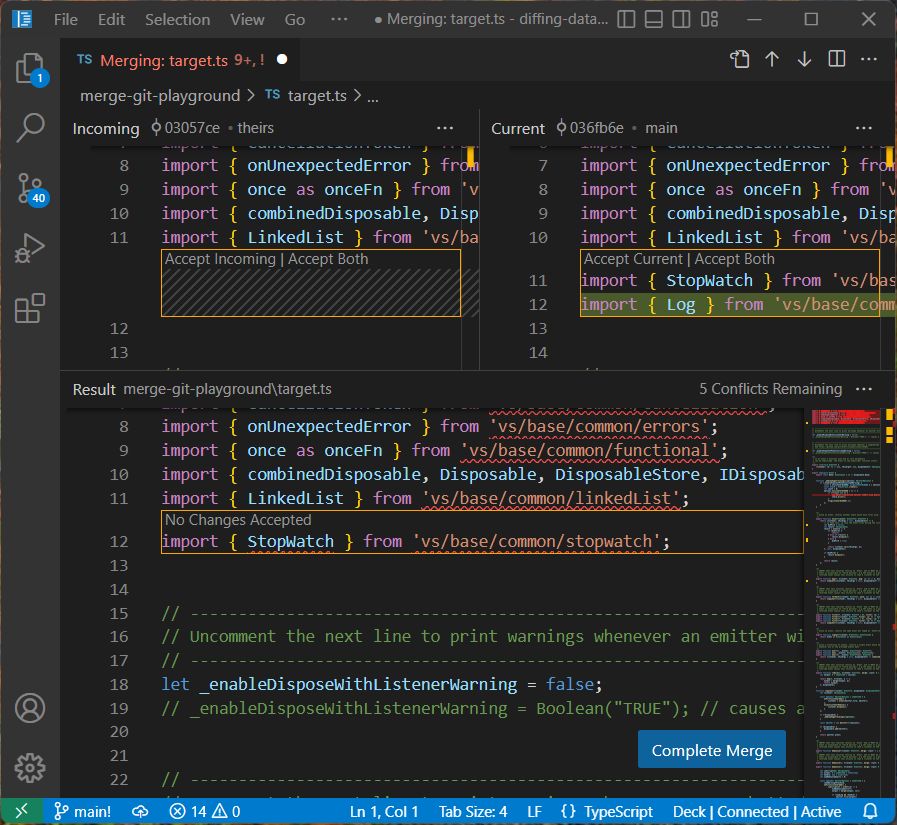 File Edit Selection View Go ··· ● Merging: target.ts - diffing-data...
TS Merging: target.ts 9+, ! ●
merge-git-playground > TS target.ts > ...
Incoming 03057ce • theirs ···
8 import { onUnexpectedError } from
9 import { once as onceFn } from 'v
10 import { combinedDisposable, Disp
11 import { LinkedList } from 'vs/ba
Accept Incoming | Accept Both
12
13
Current 036fb6e • main ···
7 import { onUnexpectedError } from
8 import { once as onceFn } from 'v
9 import { combinedDisposable, Disp
10 import { LinkedList } from 'vs/ba
Accept Current | Accept Both
11 import { StopWatch } from 'vs/bas
12 import { Log } from 'vs/base/comm
13
14
Result merge-git-playground\target.ts 5 Conflicts Remaining ···
8 import { onUnexpectedError } from 'vs/base/common/errors';
9 import { once as onceFn } from 'vs/base/common/functional';
10 import { combinedDisposable, Disposable, DisposableStore, IDisposab
11 import { LinkedList } from 'vs/base/common/linkedList';
No Changes Accepted
12 import { StopWatch } from 'vs/base/common/stopwatch';
13
14
15 // -----------------------------------------------------------------
16 // Uncomment the next line to print warnings whenever an emitter wi
17 // -----------------------------------------------------------------
18 let _enableDisposeWithListenerWarning = false;
19 // _enableDisposeWithListenerWarning = Boolean("TRUE"); // causes a
20
21
22 // -----------------------------------------------------------------
Complete Merge
1
40
main! 14 0 Ln 1, Col 1 Tab Size: 4 LF {} TypeScript Deck | Connected | Active